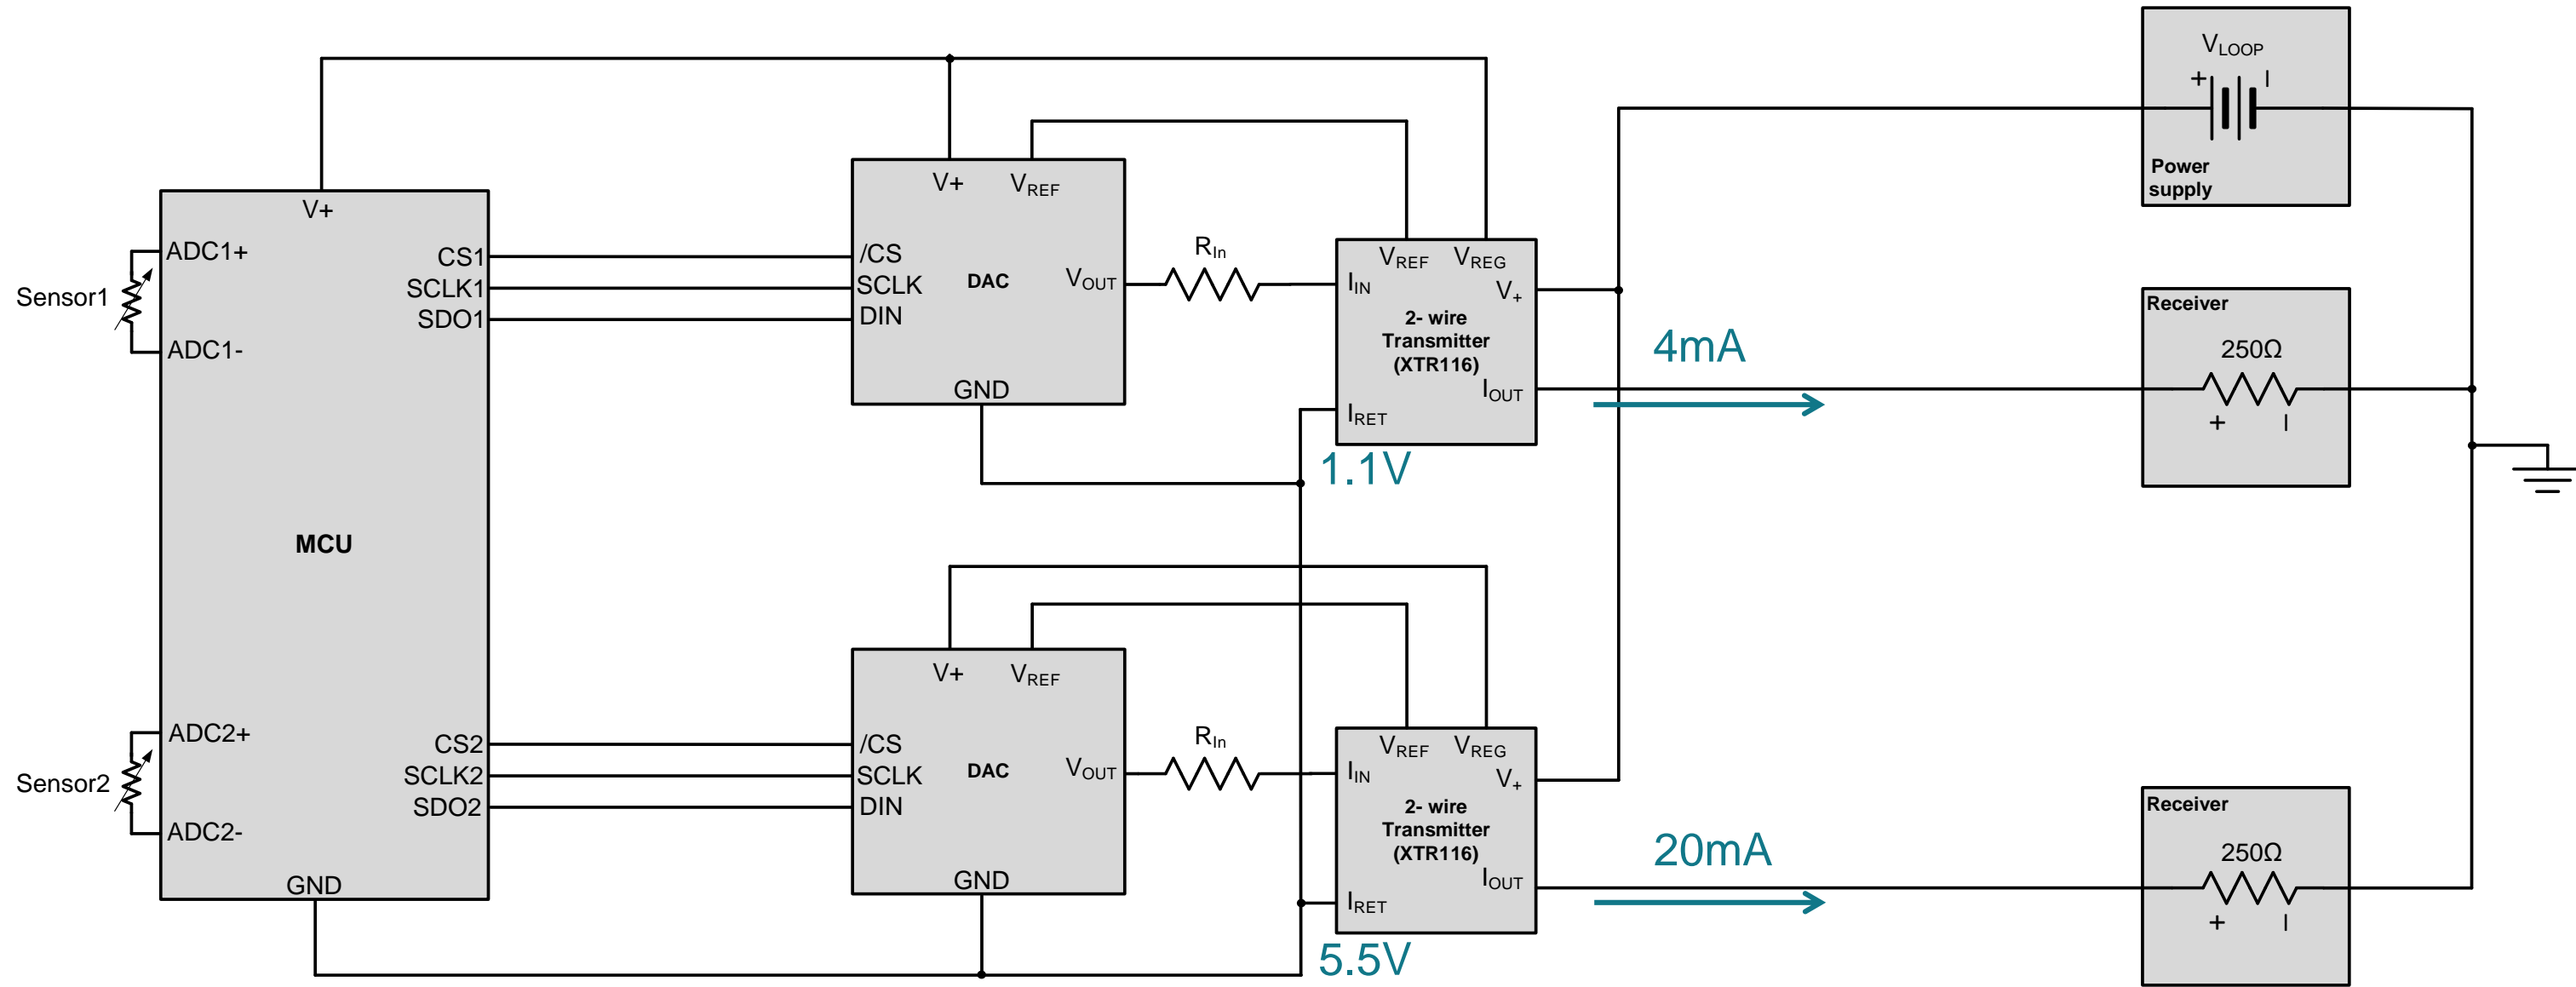 V+
ADC1+
Sensor1
ADC1-
CS1
SCLK1
SDO1
MCU
ADC2+
Sensor2
ADC2-
CS2
SCLK2
SDO2
GND
V+ VREF
/CS
SCLK
DIN
DAC
VOUT
GND
RIn
VREF VREG
IIN
V+
2- wire
Transmitter
(XTR116)
IOUT
IRET
1.1V
4mA
VLOOP
+ −
Power
supply
Receiver
250Ω
+ −
V+ VREF
/CS
SCLK
DIN
DAC
VOUT
GND
RIn
VREF VREG
IIN
V+
2- wire
Transmitter
(XTR116)
IOUT
IRET
5.5V
20mA
Receiver
250Ω
+ −